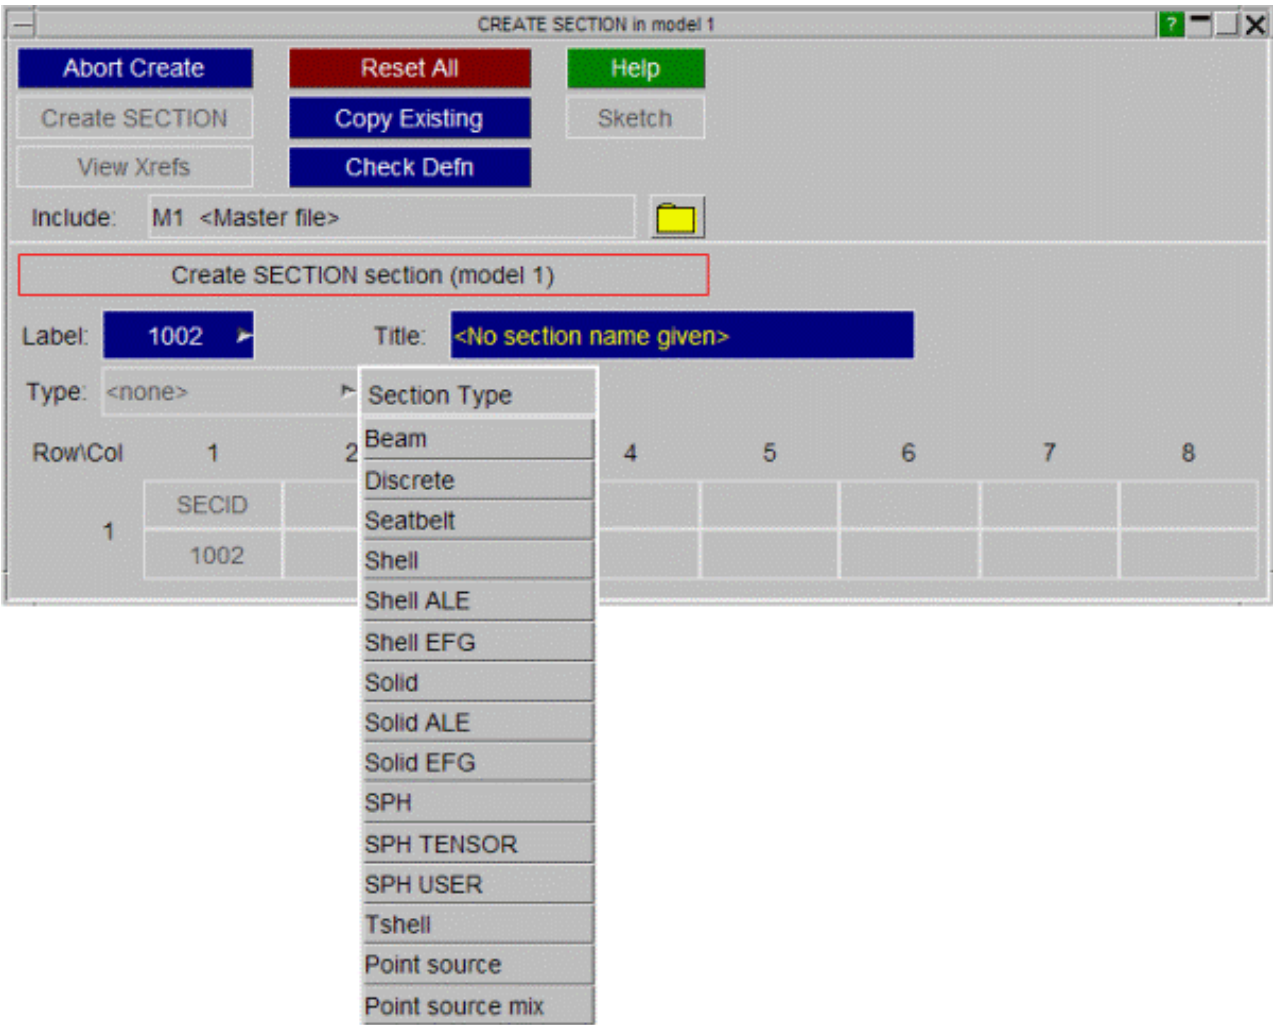 CREATE SECTION in model 1
?
Abort Create Reset All Help
Create SECTION Copy Existing Sketch
View Xrefs Check Defn
Include: M1 <Master file>
Create SECTION section (model 1)
Label: 1002 Title: <No section name given>
Type: <none>
Row\Col 1 2 4 5 6 7 8
1
SECID
1002
Section Type
Beam
Discrete
Seatbelt
Shell
Shell ALE
Shell EFG
Solid
Solid ALE
Solid EFG
SPH
SPH TENSOR
SPH USER
Tshell
Point source
Point source mix